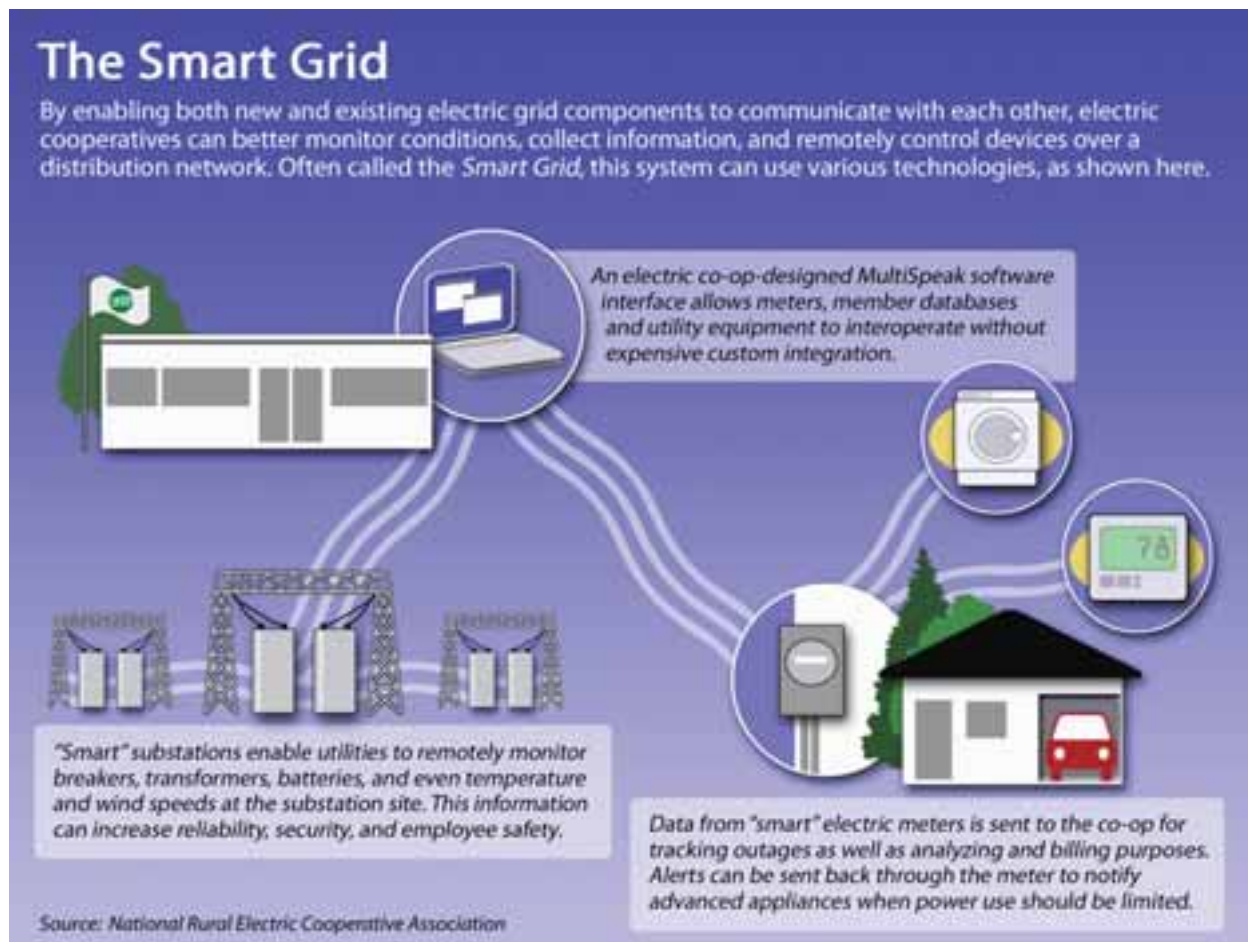 The Smart Grid
By enabling both new and existing electric grid components to communicate with each other, electric
cooperatives can better monitor conditions, collect information, and remotely control devices over a
distribution network. Often called the Smart Grid, this system can use various technologies, as shown here.
An electric co-op-designed MultiSpeak software
interface allows meters, member databases
and utility equipment to interoperate without
expensive custom integration.
78
"Smart" substations enable utilities to remotely monitor
breakers, transformers, batteries, and even temperature
and wind speeds at the substation site. This information
can increase reliability, security, and employee safety.
Data from "smart" electric meters is sent to the co-op for
tracking outages as well as analyzing and billing purposes.
Alerts can be sent back through the meter to notify
advanced appliances when power use should be limited.
Source: National Rural Electric Cooperative Association